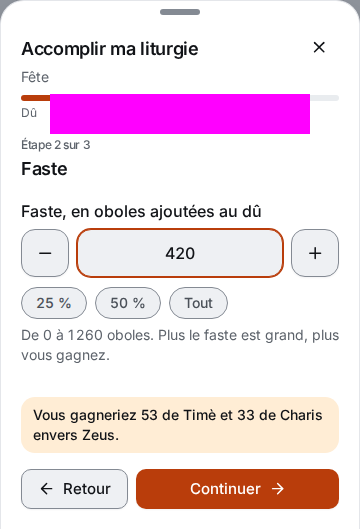 Accomplir ma liturgie
Fête
Dû
Étape 2 sur 3
Faste
Faste, en oboles ajoutées au dû
420
25 %
50 %
Tout
De 0 à 1 260 oboles. Plus le faste est grand, plus
vous gagnez.
Vous gagneriez 53 de Timè et 33 de Charis
envers Zeus.
Retour
Continuer